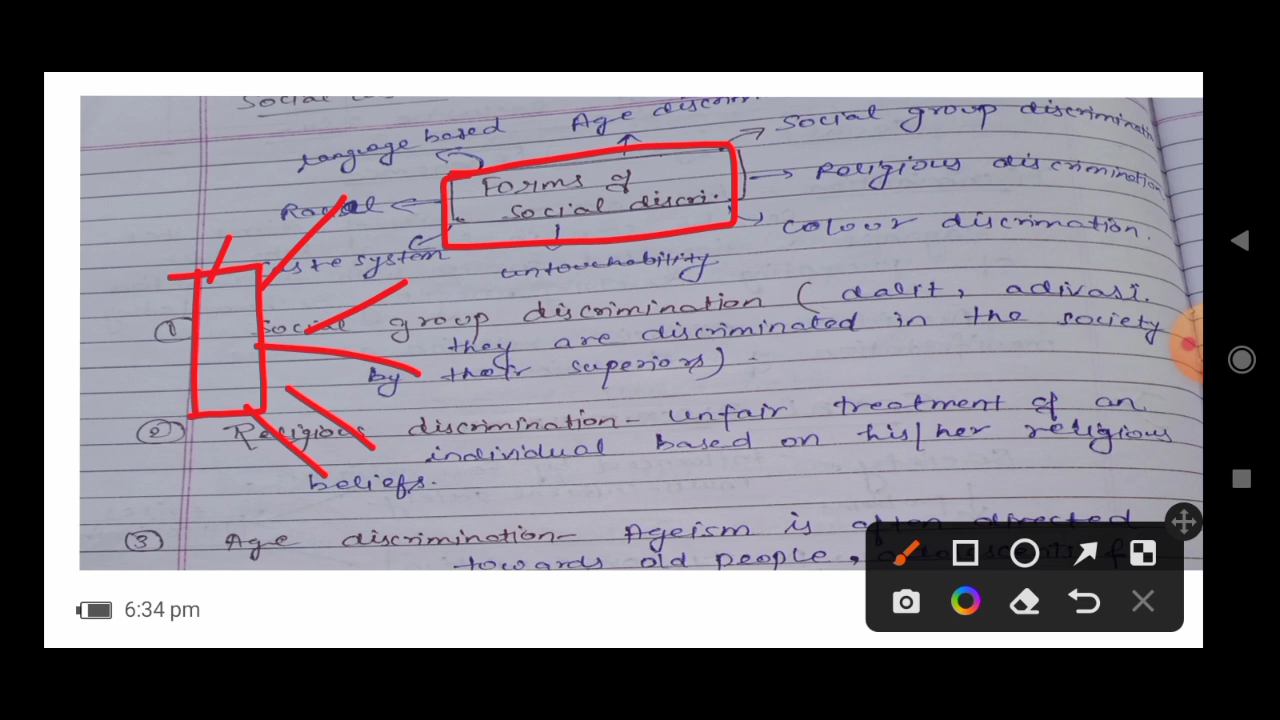 Social
language based
Age discrim.
Social group discrimination
Forms of
social discri.
Religious discrimination
Racial
colour discrimation.
caste system
untouchability
① Social group discrimination ( dalit, adivasi.
they are discriminated in the society
by their superiors)
② Religious discrimination - unfair treatment of an
individual based on his/her religious
beliefs.
③ Age discrimination - Ageism is often directed
towards old people,
6:34 pm